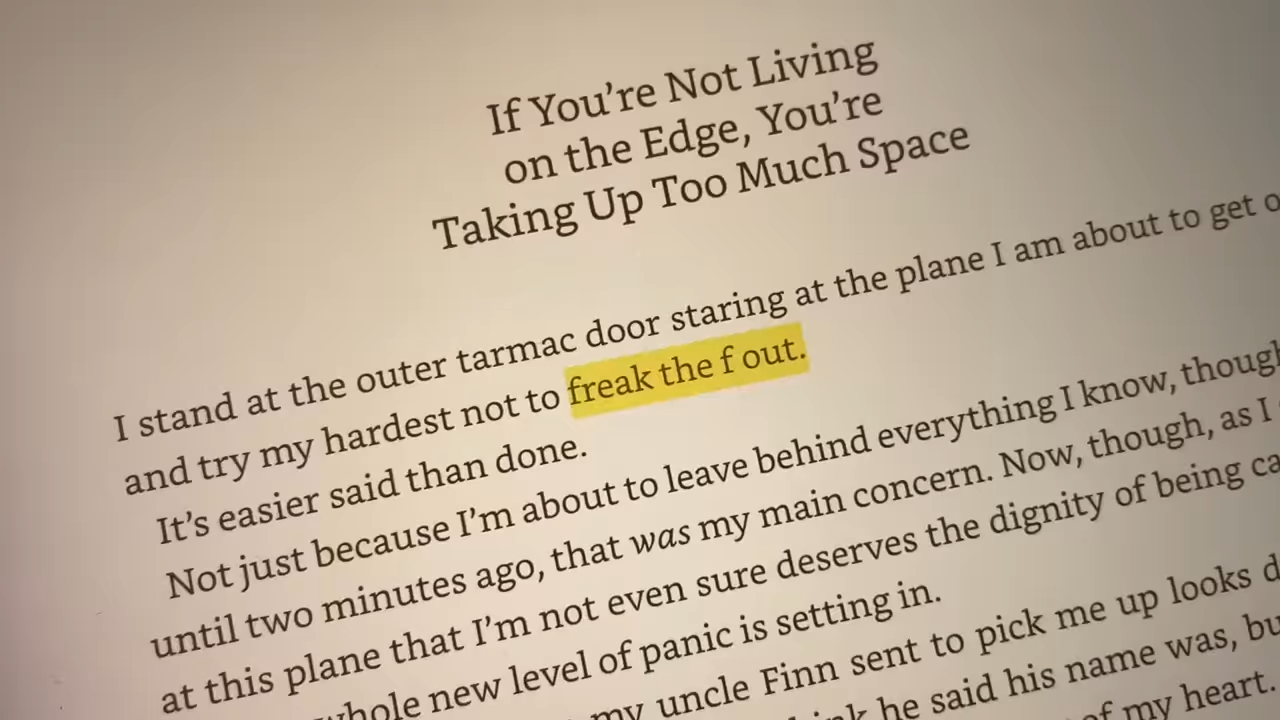 If You're Not Living
on the Edge, You're
Taking Up Too Much Space
I stand at the outer tarmac door staring at the plane I am about to get
and try my hardest not to freak the f out.
It's easier said than done.
Not just because I'm about to leave behind everything I know,
until two minutes ago, that was my main concern. Now, though, as I
at this plane that I'm not even sure deserves the dignity of being
whole new level of panic is setting in.
my uncle Finn sent to pick me up looks
he said his name was,
of my heart.